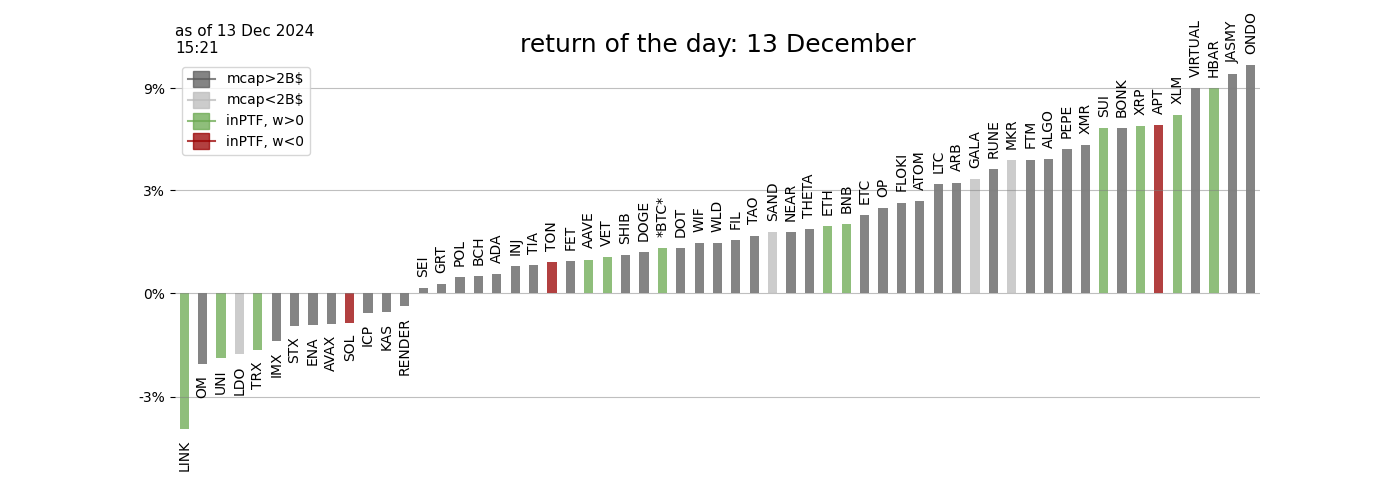 as of 13 Dec 2024
15:21
return of the day: 13 December
mcap>2B$
mcap<2B$
inPTF, w>0
inPTF, w<0
9%
3%
0%
-3%
LINK
OM
UNI
LDO
TRX
IMX
STX
ENA
AVAX
SOL
ICP
KAS
RENDER
SEI
GRT
POL
BCH
ADA
INJ
TIA
TON
FET
AAVE
VET
SHIB
DOGE
*BTC*
DOT
WIF
WLD
FIL
TAO
SAND
NEAR
THETA
ETH
BNB
ETC
OP
FLOKI
ATOM
LTC
ARB
GALA
RUNE
MKR
FTM
ALGO
PEPE
XMR
SUI
BONK
XRP
APT
XLM
VIRTUAL
HBAR
JASMY
ONDO